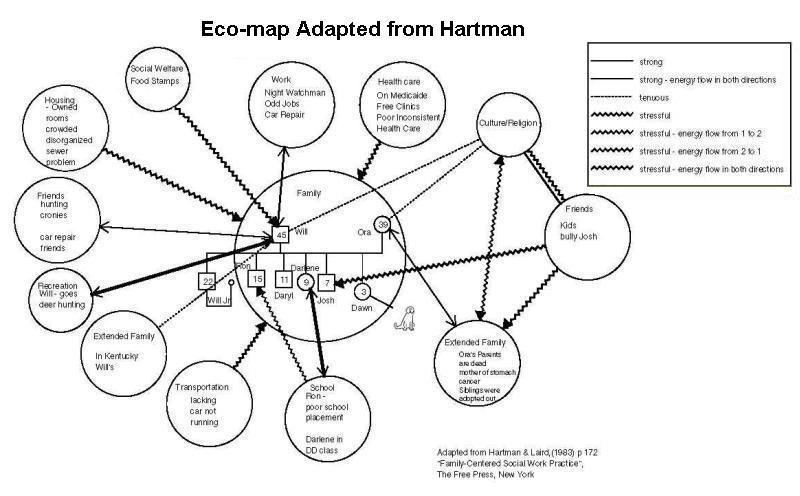 Eco-map Adapted from Hartman
strong
strong - energy flow in both directions
tenuous
stressful
stressful - energy flow from 1 to 2
stressful - energy flow from 2 to 1
stressful - energy flow in both directions
Social Welfare
Food Stamps
Work
Night Watchman
Odd Jobs
Car Repair
Health care
On Medicaide
Free Clinics
Poor Inconsistent
Health Care
Housing
- Owned
rooms
crowded
disorganized
sewer
problem
Culture/Religion
Friends
hunting
cronies
car repair
friends
Family
45
Will
Ora
39
Friends
Kids
bully Josh
Recreation
Will - goes
deer hunting
22
Will Jr
Ron
15
11
Daryl
Darlene
9
7
Josh
3
Dawn
Extended Family
In Kentucky
Will's
Extended Family
Ora's Parents
are dead
mother of stomach
cancer
Siblings were
adopted out
Transportation
lacking
car not
running
School
Ron -
poor school
placement
Darlene in
DD class
Adapted from Hartman & Laird,(1983) p 172
"Family-Centered Social Work Practice",
The Free Press, New York